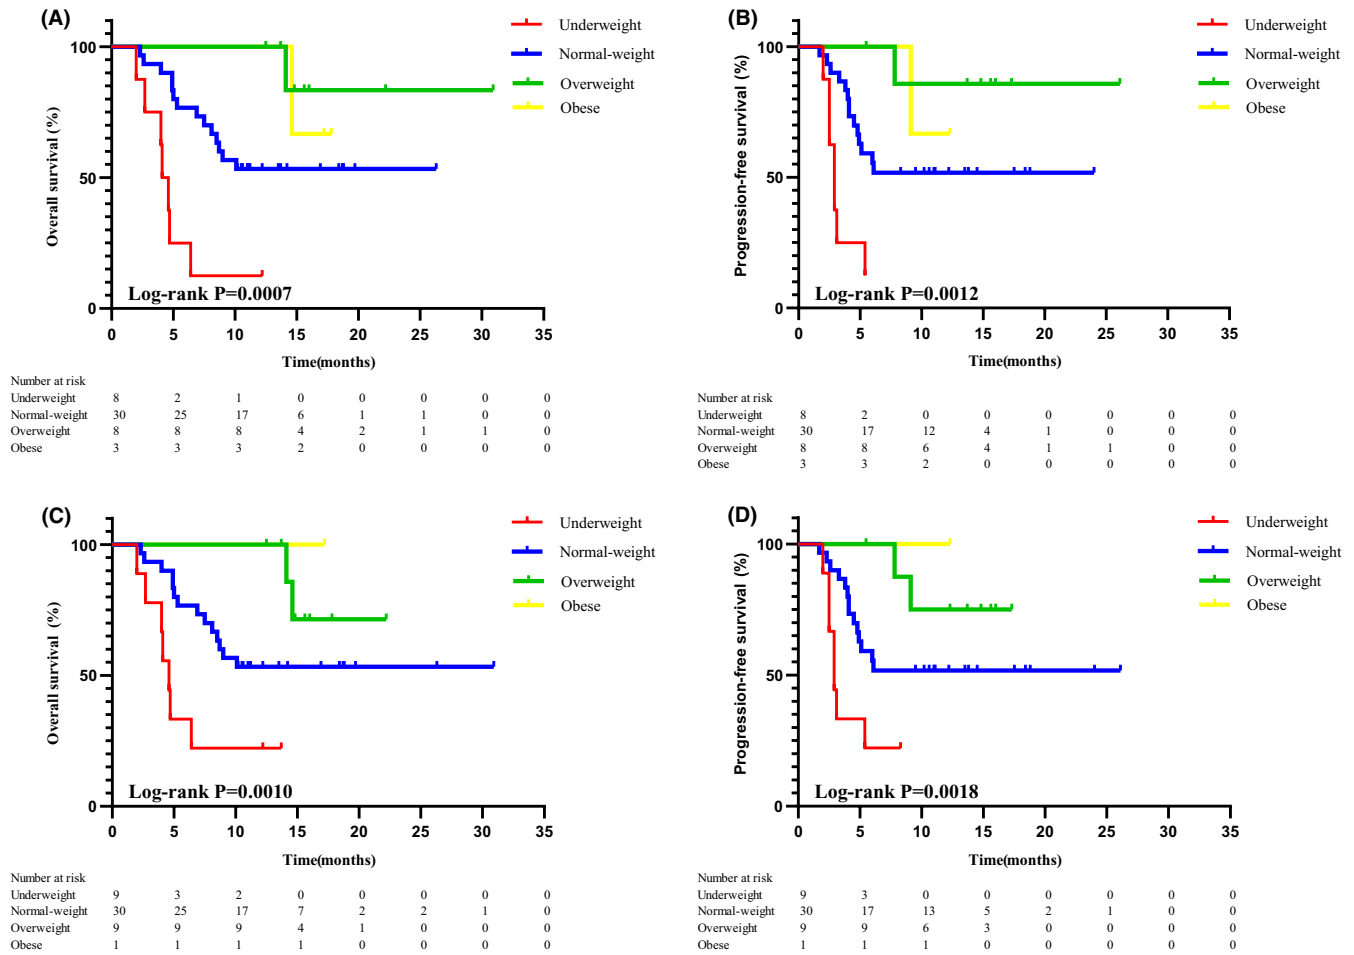 (A)
Underweight
Normal-weight
Overweight
Obese
Overall survival (%)
100
50
0
Log-rank P=0.0007
0 5 10 15 20 25 30 35
Time(months)
Number at risk
Underweight 8 2 1 0 0 0 0 0
Normal-weight 30 25 17 6 1 1 0 0
Overweight 8 8 8 4 2 1 1 0
Obese 3 3 3 2 0 0 0 0
(B)
Underweight
Normal-weight
Overweight
Obese
Progression-free survival (%)
100
50
0
Log-rank P=0.0012
0 5 10 15 20 25 30 35
Time(months)
Number at risk
Underweight 8 2 0 0 0 0 0 0
Normal-weight 30 17 12 4 1 0 0 0
Overweight 8 8 6 4 1 1 0 0
Obese 3 3 2 0 0 0 0 0
(C)
Underweight
Normal-weight
Overweight
Obese
Overall survival (%)
100
50
0
Log-rank P=0.0010
0 5 10 15 20 25 30 35
Time(months)
Number at risk
Underweight 9 3 2 0 0 0 0 0
Normal-weight 30 25 17 7 2 2 1 0
Overweight 9 9 9 4 1 0 0 0
Obese 1 1 1 1 0 0 0 0
(D)
Underweight
Normal-weight
Overweight
Obese
Progression-free survival (%)
100
50
0
Log-rank P=0.0018
0 5 10 15 20 25 30 35
Time(months)
Number at risk
Underweight 9 3 0 0 0 0 0 0
Normal-weight 30 17 13 5 2 1 0 0
Overweight 9 9 6 3 0 0 0 0
Obese 1 1 1 0 0 0 0 0